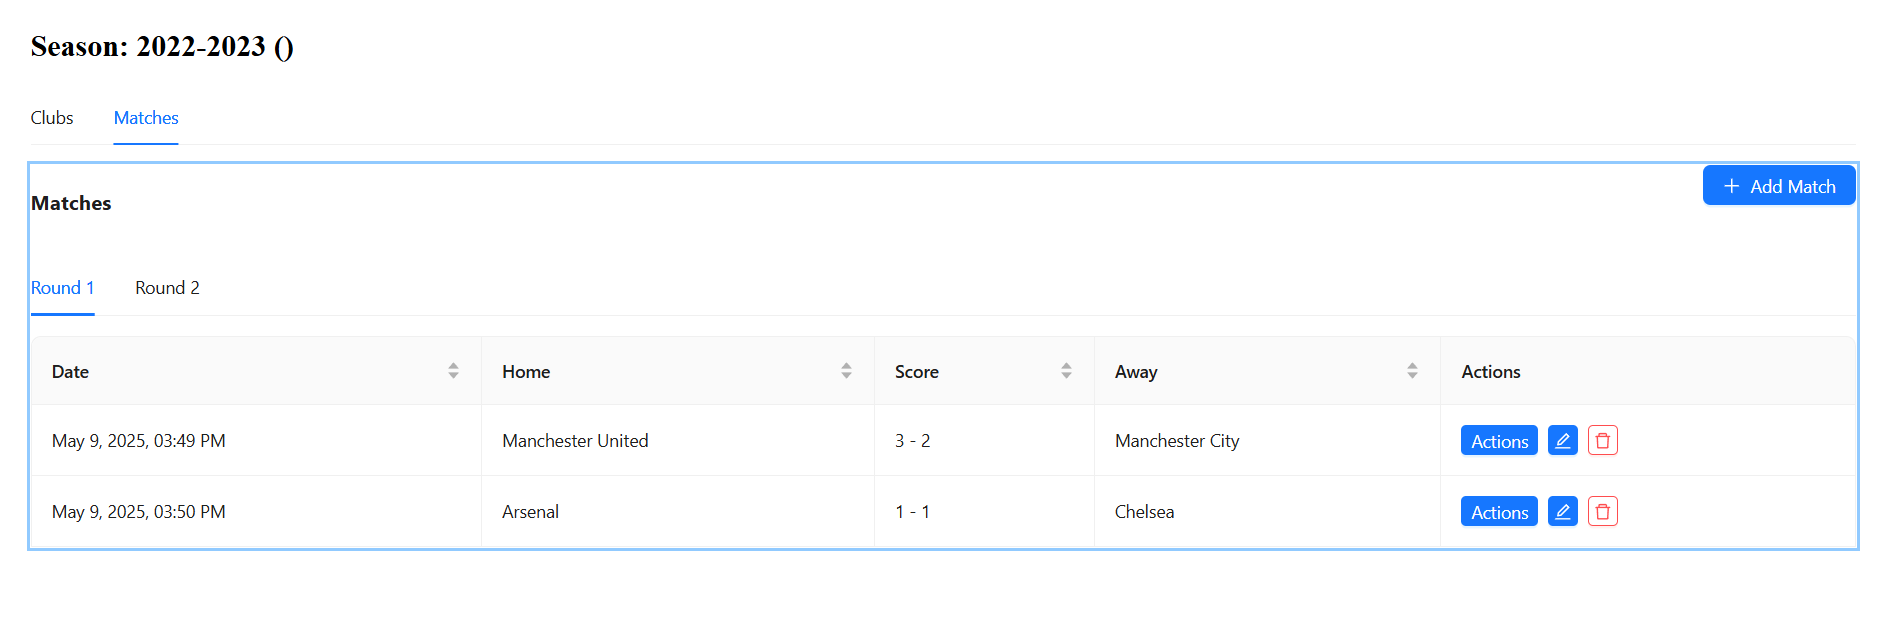 Season: 2022-2023 ()
Clubs Matches
Add Match
Matches
Round 1 Round 2
Date Home Score Away Actions
May 9, 2025, 03:49 PM Manchester United 3 - 2 Manchester City Actions
May 9, 2025, 03:50 PM Arsenal 1 - 1 Chelsea Actions